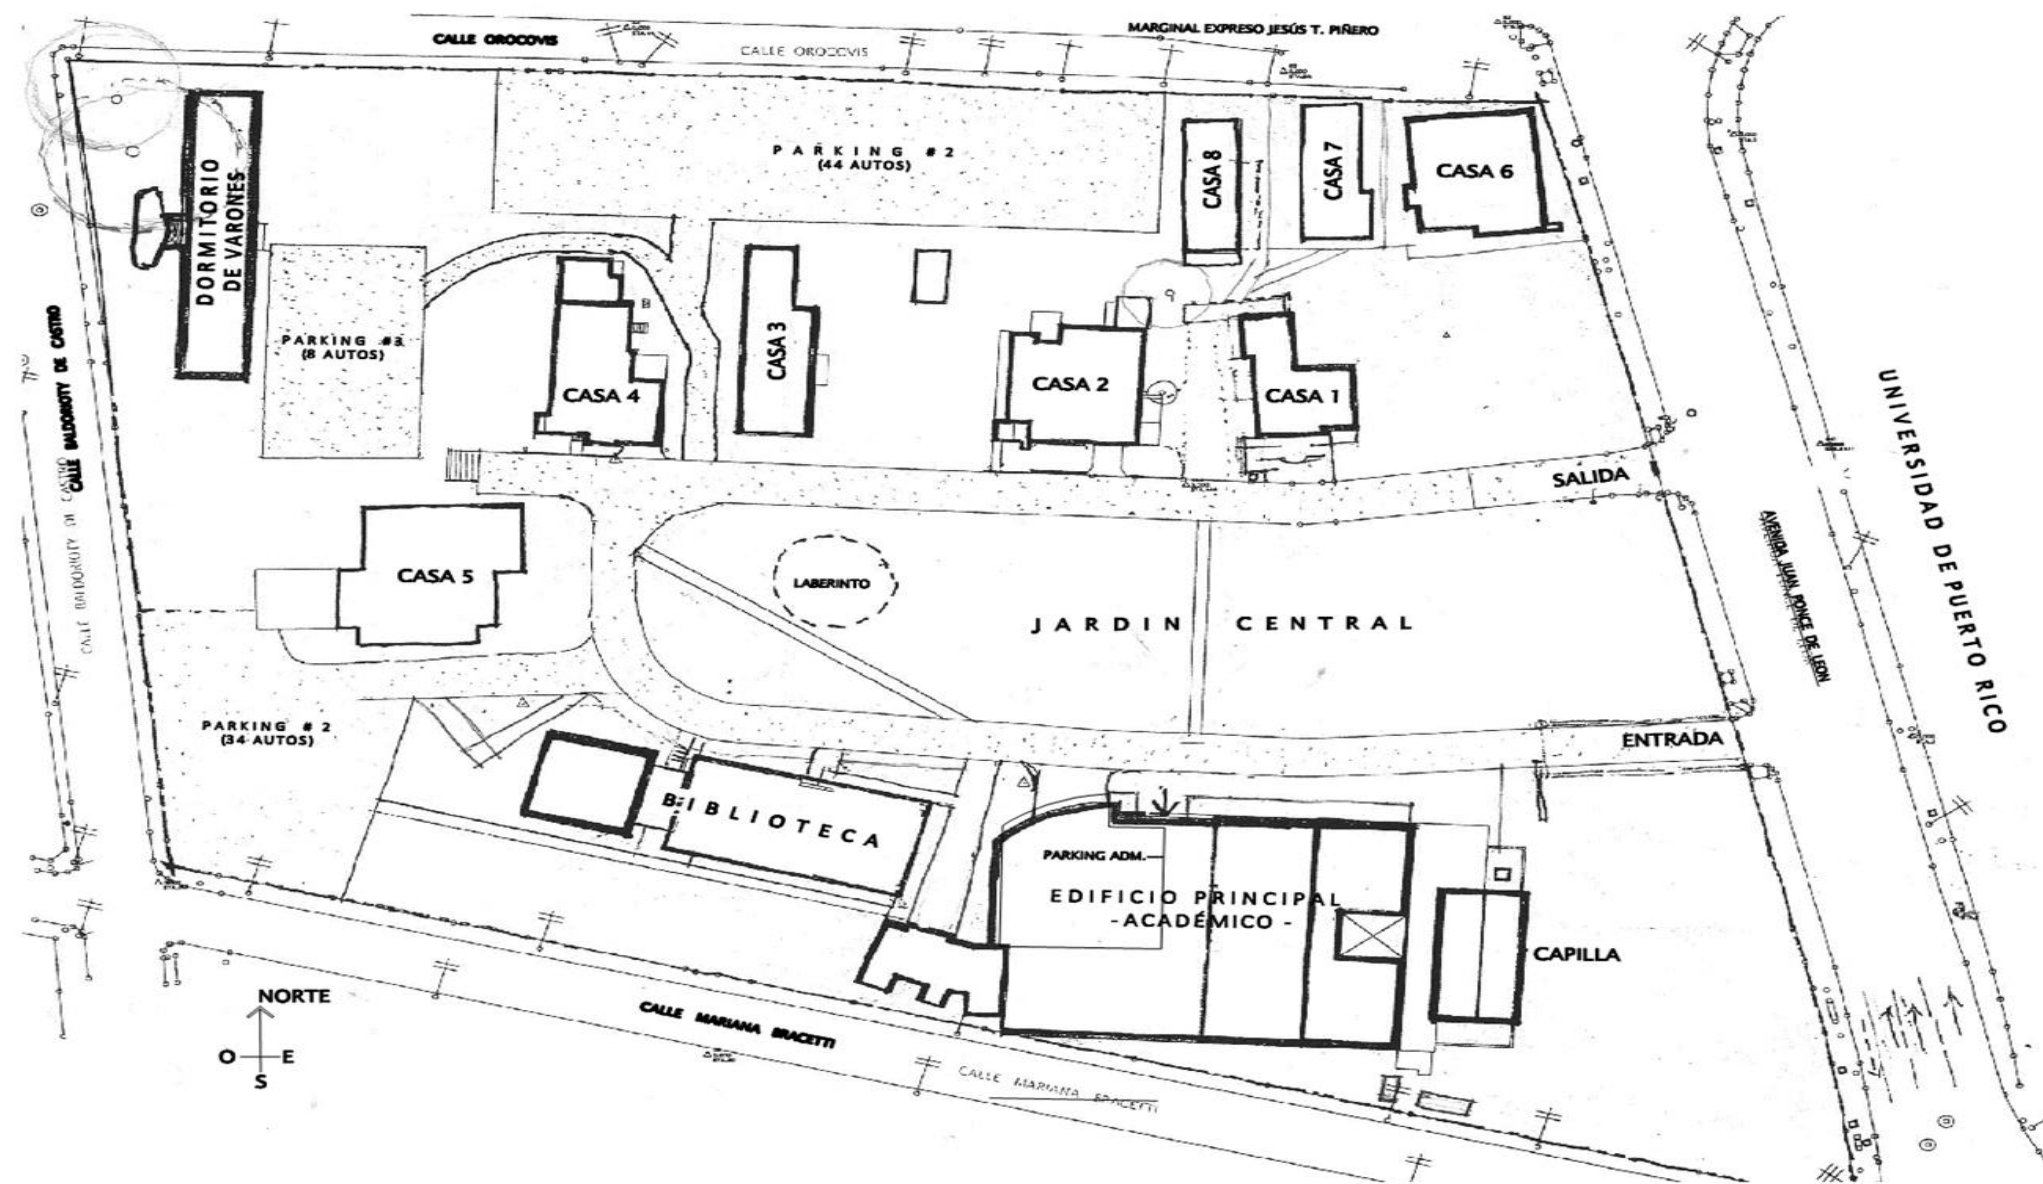 MARGINAL EXPRESO JESÚS T. PIÑERO
CALLE OROCOVIS
CALLE OROCOVIS
PARKING #2
(44 AUTOS)
CASA 8
CASA 7
CASA 6
DORMITORIO
DE VARONES
PARKING #3
(8 AUTOS)
CASA 4
CASA 3
CASA 2
CASA 1
CALLE BALDORIOTY DE CASTRO
CALLE BALDORIOTY DE CASTRO
UNIVERSIDAD DE PUERTO RICO
AVENIDA JUAN PONCE DE LEON
SALIDA
CASA 5
LABERINTO
JARDIN CENTRAL
PARKING # 2
(34 AUTOS)
ENTRADA
BIBLIOTECA
PARKING ADM.
EDIFICIO PRINCIPAL
-ACADÉMICO -
CAPILLA
NORTE
O E
S
CALLE MARIANA BRACETTI
CALLE MARIANA BRACETTI